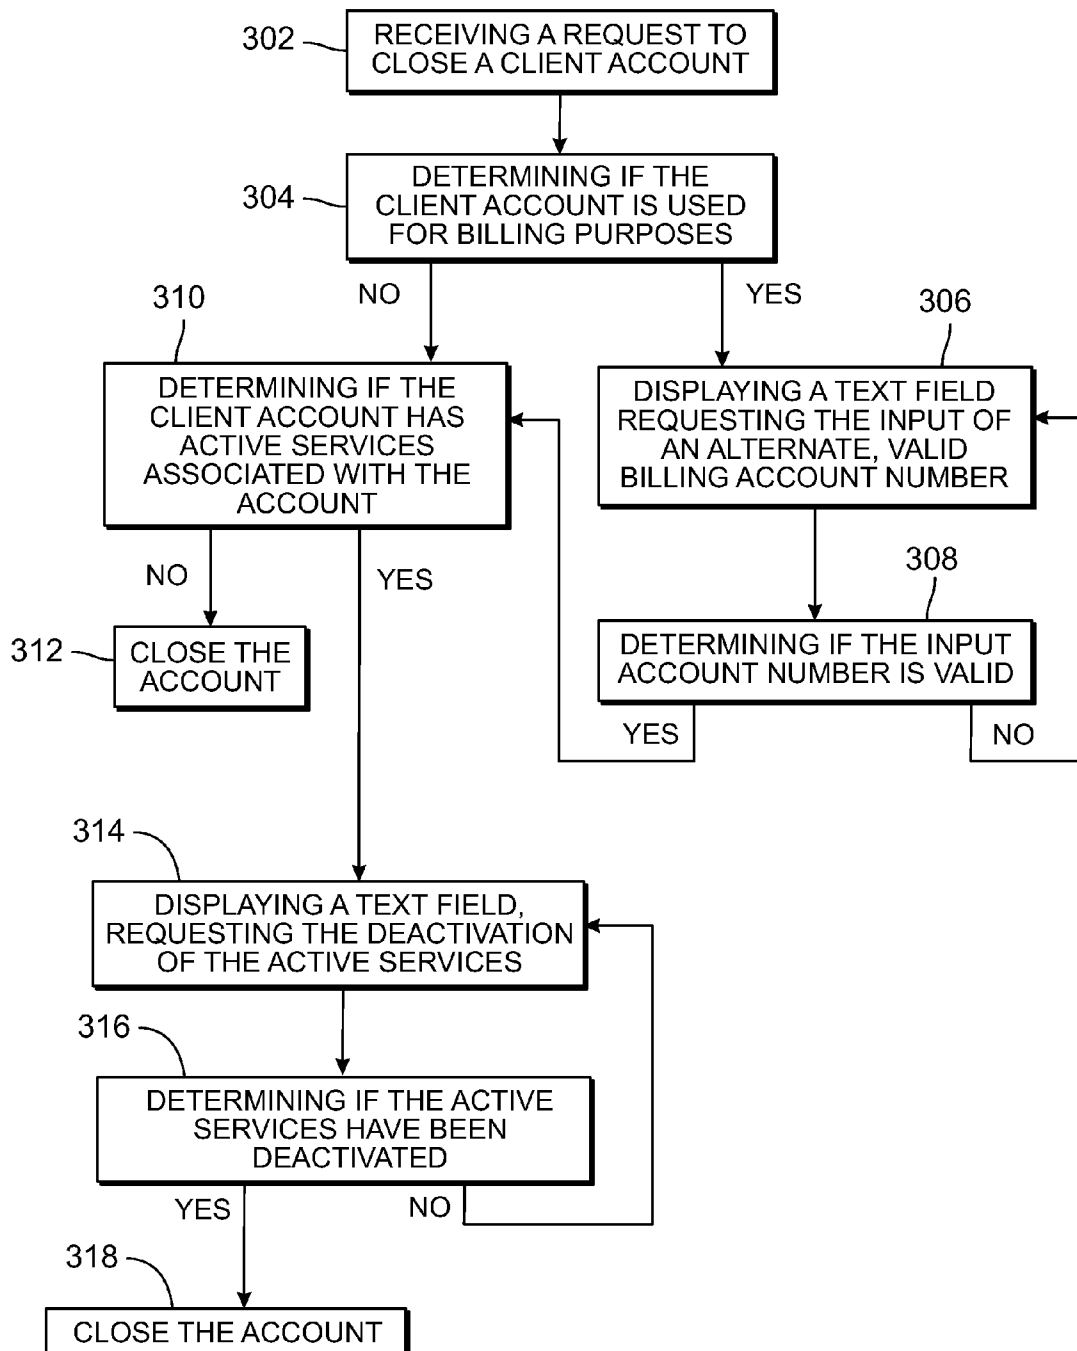 302
RECEIVING A REQUEST TO
CLOSE A CLIENT ACCOUNT
304
DETERMINING IF THE
CLIENT ACCOUNT IS USED
FOR BILLING PURPOSES
NO
YES
310
306
DETERMINING IF THE
CLIENT ACCOUNT HAS
ACTIVE SERVICES
ASSOCIATED WITH THE
ACCOUNT
DISPLAYING A TEXT FIELD
REQUESTING THE INPUT OF
AN ALTERNATE, VALID
BILLING ACCOUNT NUMBER
NO
YES
308
312
CLOSE THE
ACCOUNT
DETERMINING IF THE INPUT
ACCOUNT NUMBER IS VALID
YES
NO
314
DISPLAYING A TEXT FIELD,
REQUESTING THE DEACTIVATION
OF THE ACTIVE SERVICES
316
DETERMINING IF THE ACTIVE
SERVICES HAVE BEEN
DEACTIVATED
YES
NO
318
CLOSE THE ACCOUNT